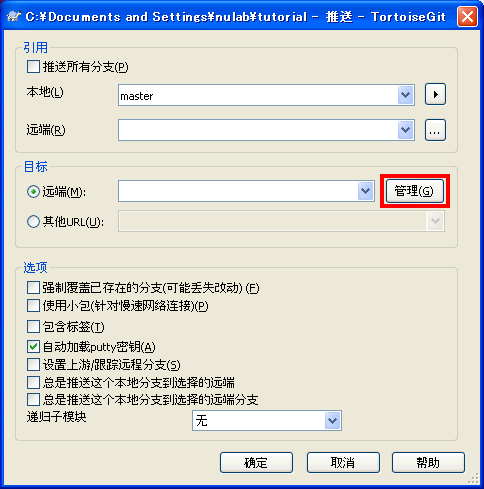 C:¥Documents and Settings¥nulab¥tutorial - 推送 - TortoiseGit
引用
推送所有分支(P)
本地(L)
master
远端(R)
...
目标
远端(M):
管理(G)
其他URL(U):
选项
强制覆盖已存在的分支(可能丢失改动) (F)
使用小包(针对慢速网络连接)(P)
包含标签(T)
自动加载putty密钥(A)
设置上游/跟踪远程分支(S)
总是推送这个本地分支到选择的远端
总是推送这个本地分支到选择的远端分支
递归子模块
无
确定
取消
帮助